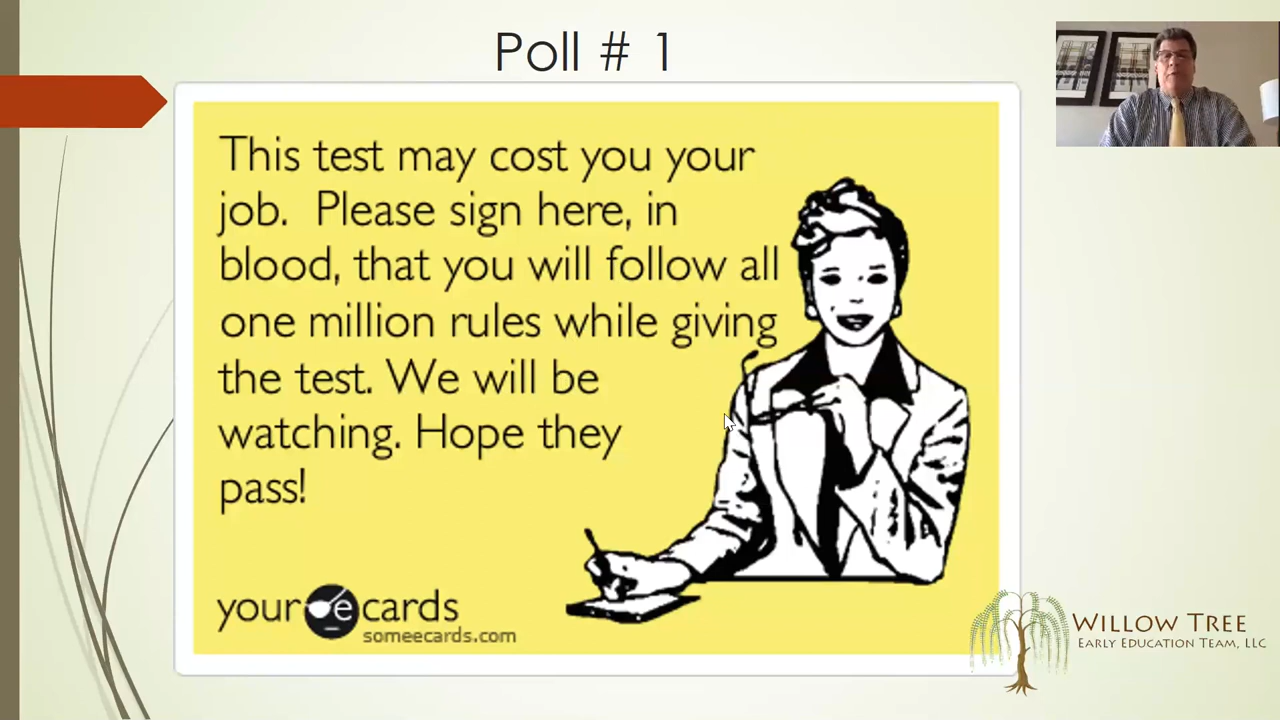 Poll # 1
This test may cost you your
job.  Please sign here, in
blood, that you will follow all
one million rules while giving
the test. We will be
watching. Hope they
pass!
your e cards
someecards.com
WILLOW TREE
EARLY EDUCATION TEAM, LLC